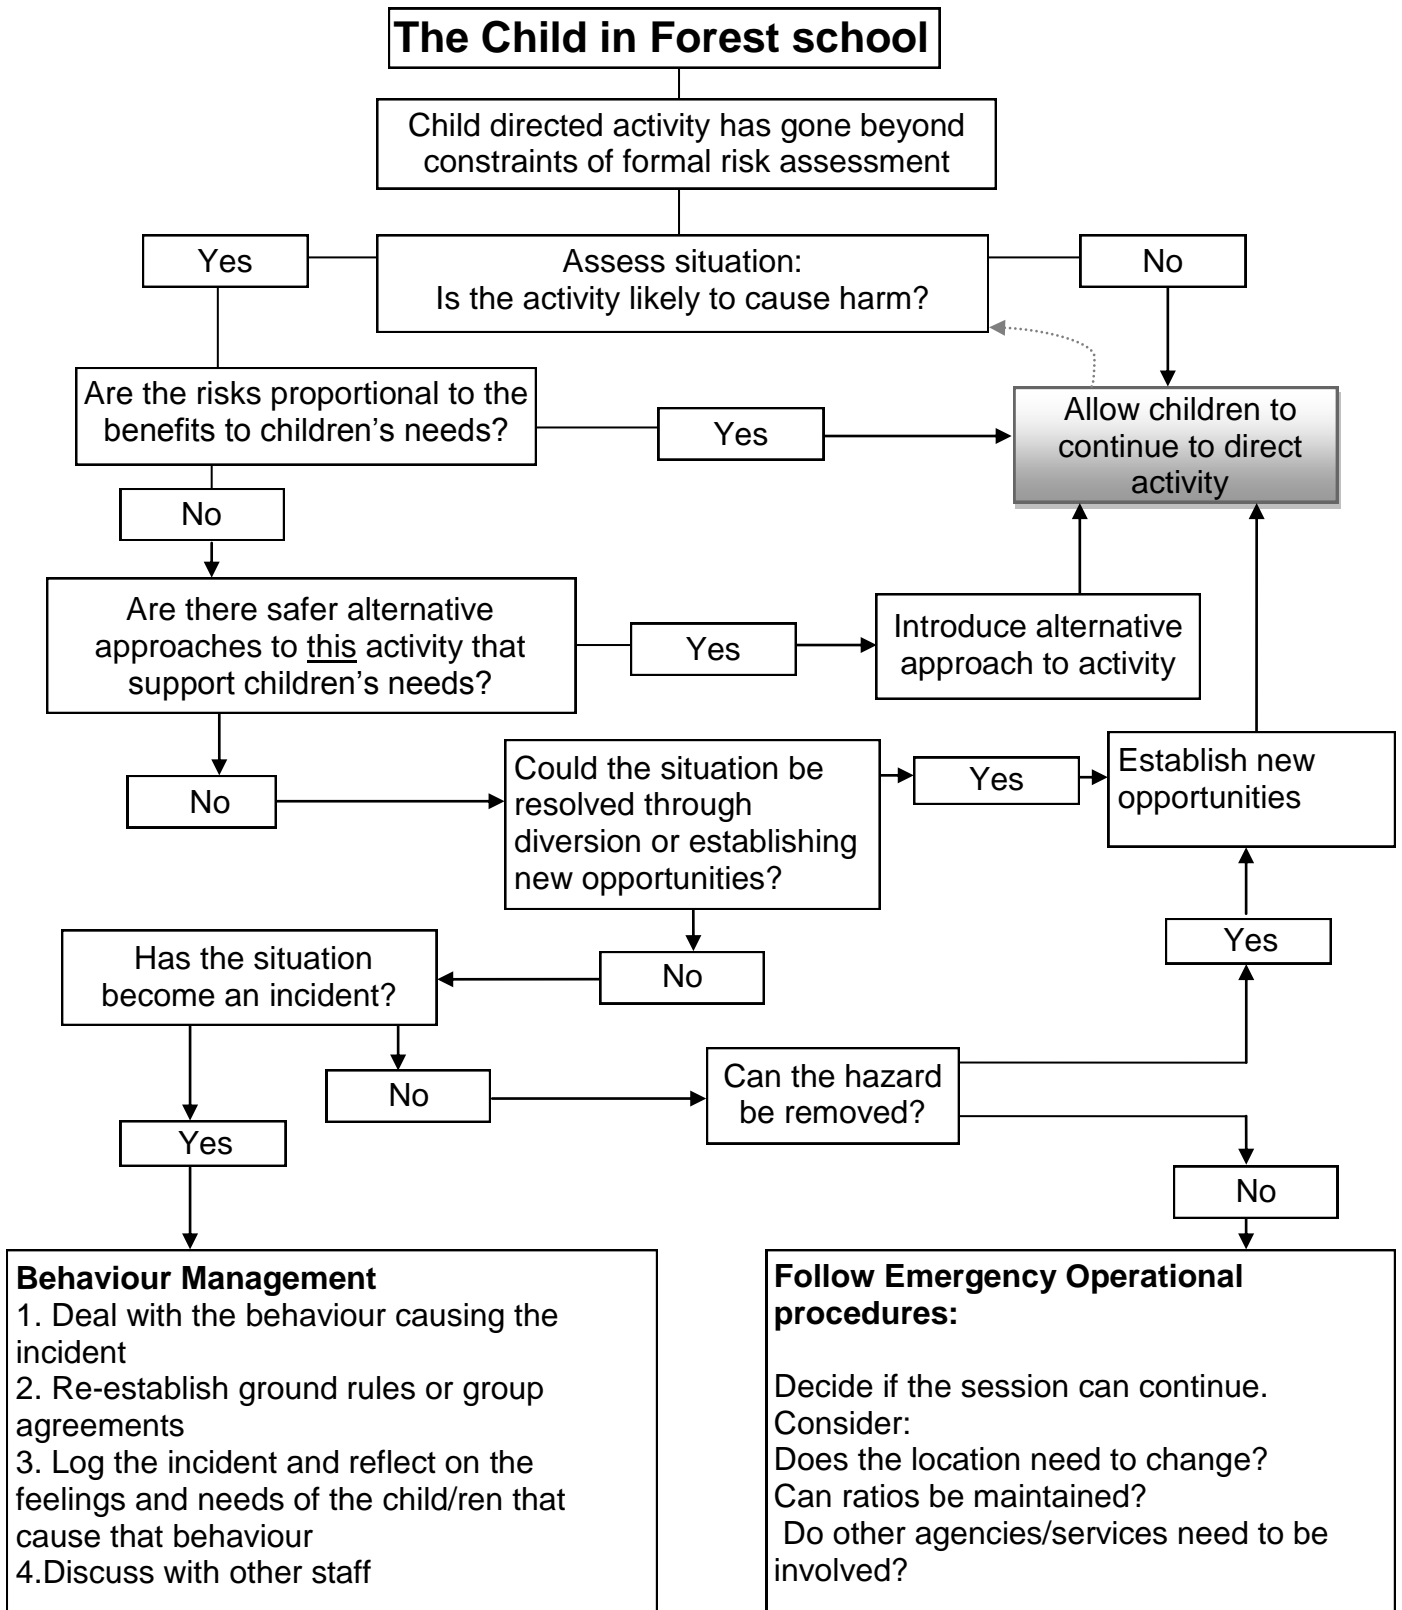 The Child in Forest school
Child directed activity has gone beyond
constraints of formal risk assessment
Yes
Assess situation:
Is the activity likely to cause harm?
No
Are the risks proportional to the
benefits to children's needs?
Yes
Allow children to
continue to direct
activity
No
Are there safer alternative
approaches to this activity that
support children's needs?
Yes
Introduce alternative
approach to activity
No
Could the situation be
resolved through
diversion or establishing
new opportunities?
Yes
Establish new
opportunities
Has the situation
become an incident?
No
Yes
No
Can the hazard
be removed?
Yes
No
Behaviour Management
1. Deal with the behaviour causing the
incident
2. Re-establish ground rules or group
agreements
3. Log the incident and reflect on the
feelings and needs of the child/ren that
cause that behaviour
4.Discuss with other staff
Follow Emergency Operational
procedures:
Decide if the session can continue.
Consider:
Does the location need to change?
Can ratios be maintained?
Do other agencies/services need to be
involved?